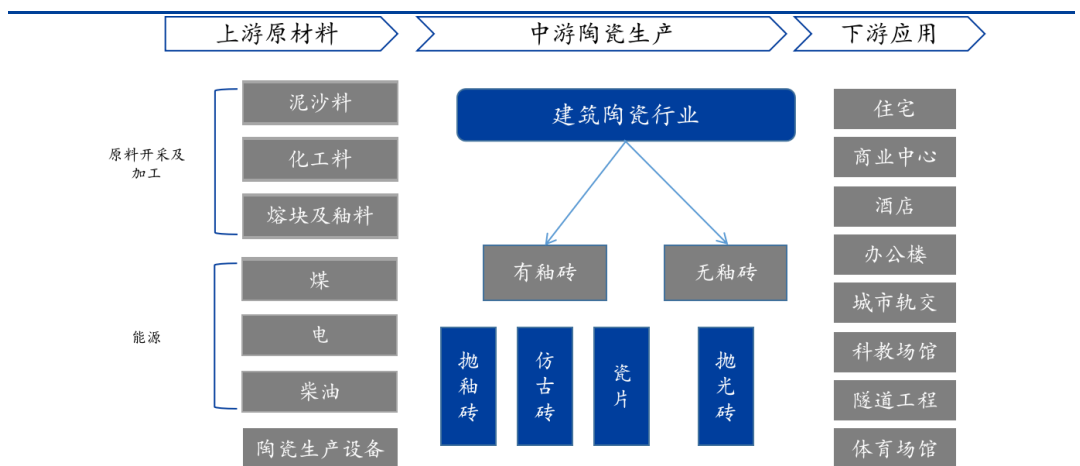 上游原材料
中游陶瓷生产
下游应用
原料开采及
加工
泥沙料
化工料
熔块及釉料
能源
煤
电
柴油
陶瓷生产设备
建筑陶瓷行业
有釉砖
无釉砖
抛釉砖
仿古砖
瓷片
抛光砖
住宅
商业中心
酒店
办公楼
城市轨交
科教场馆
隧道工程
体育场馆